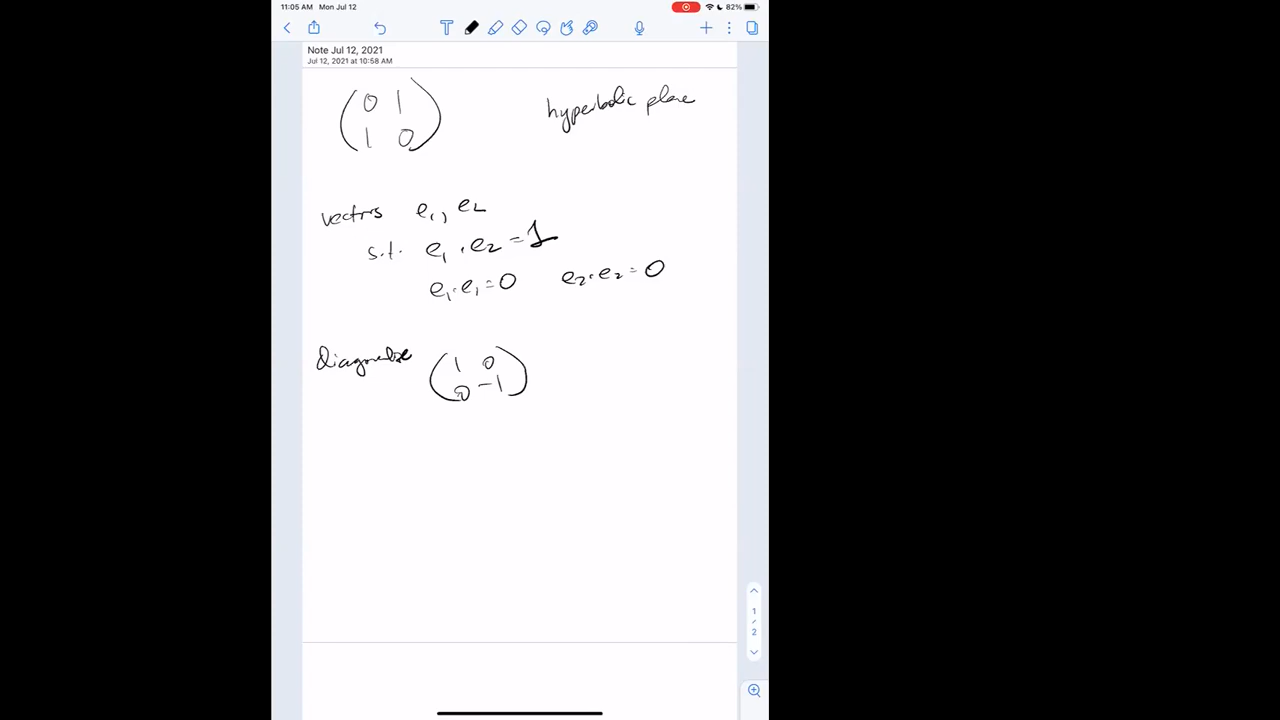 11:05 AM Mon Jul 12 82%
T
Note Jul 12, 2021
Jul 12, 2021 at 10:58 AM
(0 1
1 0)
hyperbolic plane
vectors e₁, e₂
s.t. e₁ · e₂ = 1
e₁·e₁ = 0 e₂·e₂ = 0
diagonalize (1 0
0 -1)
1
/
2